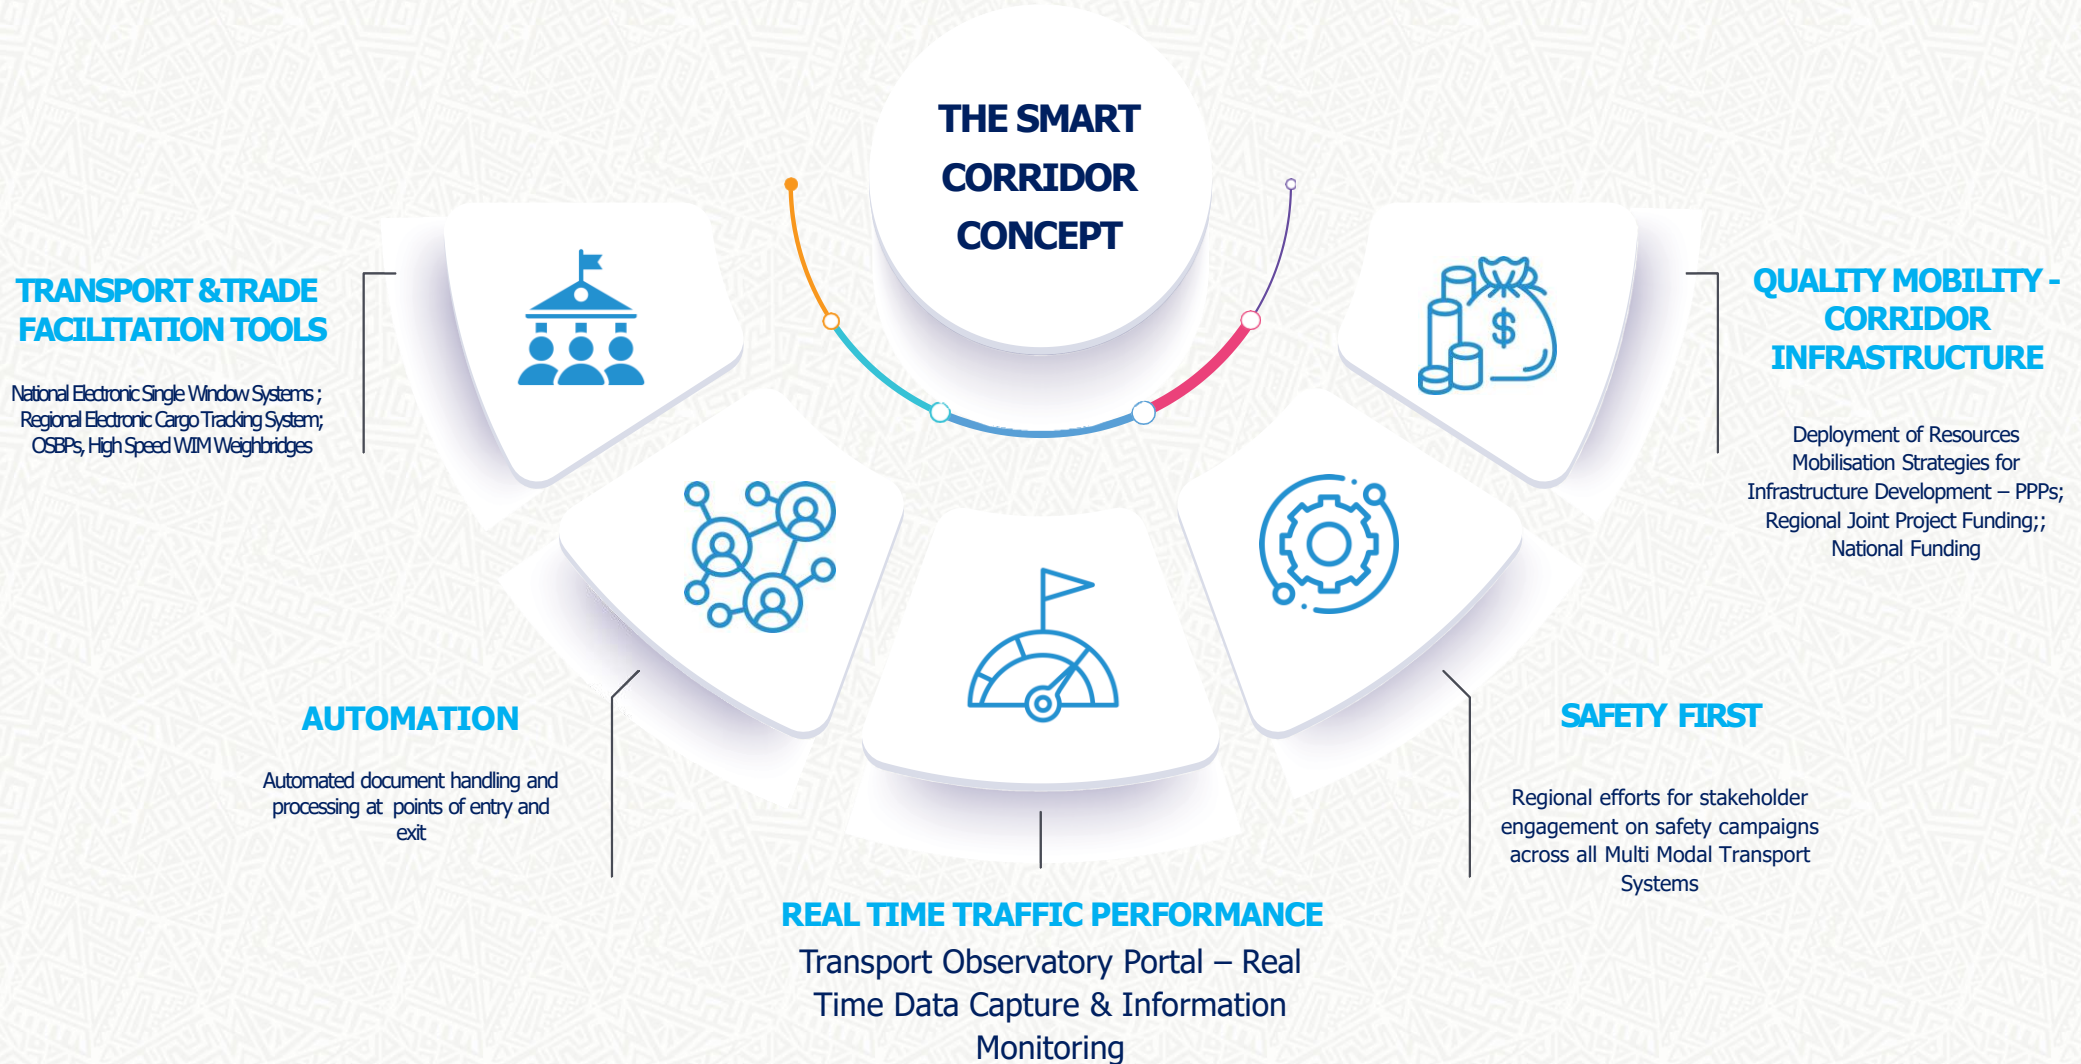 THE SMART
CORRIDOR
CONCEPT
TRANSPORT &TRADE
FACILITATION TOOLS
National Electronic Single Window Systems ;
Regional Electronic Cargo Tracking System;
OSBPs, High Speed WIM Weighbridges
AUTOMATION
Automated document handling and
processing at points of entry and
exit
REAL TIME TRAFFIC PERFORMANCE
Transport Observatory Portal – Real
Time Data Capture & Information
Monitoring
SAFETY FIRST
Regional efforts for stakeholder
engagement on safety campaigns
across all Multi Modal Transport
Systems
QUALITY MOBILITY -
CORRIDOR
INFRASTRUCTURE
Deployment of Resources
Mobilisation Strategies for
Infrastructure Development – PPPs;
Regional Joint Project Funding;;
National Funding
$